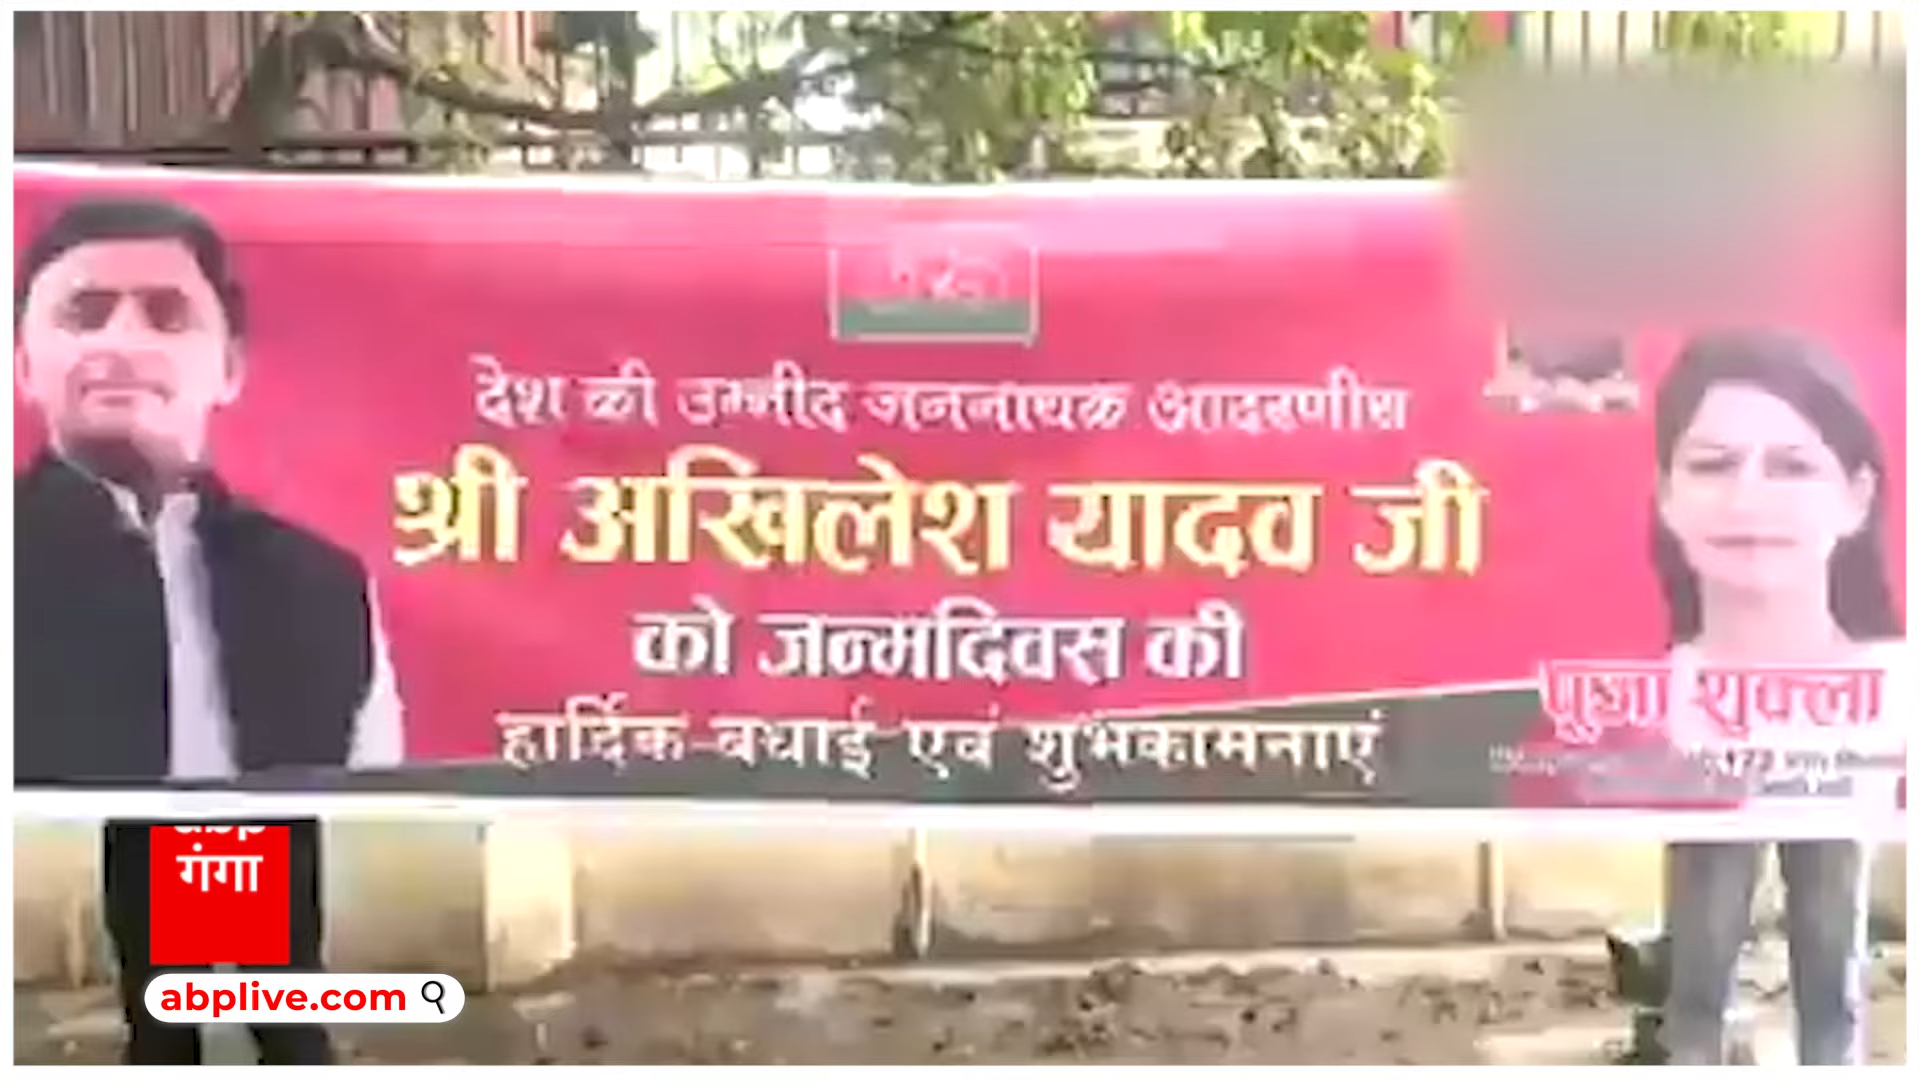 देश की उम्मीद जननायक आदरणीय
श्री अखिलेश यादव जी
को जन्मदिवस की
हार्दिक बधाई एवं शुभकामनाएं
पूजा शुक्ला
abp
गंगा
abplive.com